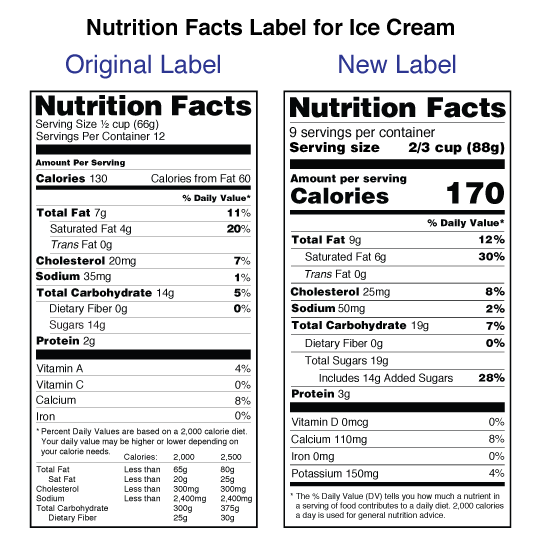 Nutrition Facts Label for Ice Cream
Original Label
Nutrition Facts
Serving Size ½ cup (66g)
Servings Per Container 12
Amount Per Serving
Calories 130 Calories from Fat 60
% Daily Value*
Total Fat 7g 11%
Saturated Fat 4g 20%
Trans Fat 0g
Cholesterol 20mg 7%
Sodium 35mg 1%
Total Carbohydrate 14g 5%
Dietary Fiber 0g 0%
Sugars 14g
Protein 2g
Vitamin A 4%
Vitamin C 0%
Calcium 8%
Iron 0%
* Percent Daily Values are based on a 2,000 calorie diet.
Your daily value may be higher or lower depending on
your calorie needs.
Calories: 2,000 2,500
Total Fat Less than 65g 80g
Sat Fat Less than 20g 25g
Cholesterol Less than 300mg 300mg
Sodium Less than 2,400mg 2,400mg
Total Carbohydrate 300g 375g
Dietary Fiber 25g 30g
New Label
Nutrition Facts
9 servings per container
Serving size 2/3 cup (88g)
Amount per serving
Calories 170
% Daily Value*
Total Fat 9g 12%
Saturated Fat 6g 30%
Trans Fat 0g
Cholesterol 25mg 8%
Sodium 50mg 2%
Total Carbohydrate 19g 7%
Dietary Fiber 0g 0%
Total Sugars 19g
Includes 14g Added Sugars 28%
Protein 3g
Vitamin D 0mcg 0%
Calcium 110mg 8%
Iron 0mg 0%
Potassium 150mg 4%
* The % Daily Value (DV) tells you how much a nutrient in
a serving of food contributes to a daily diet. 2,000 calories
a day is used for general nutrition advice.